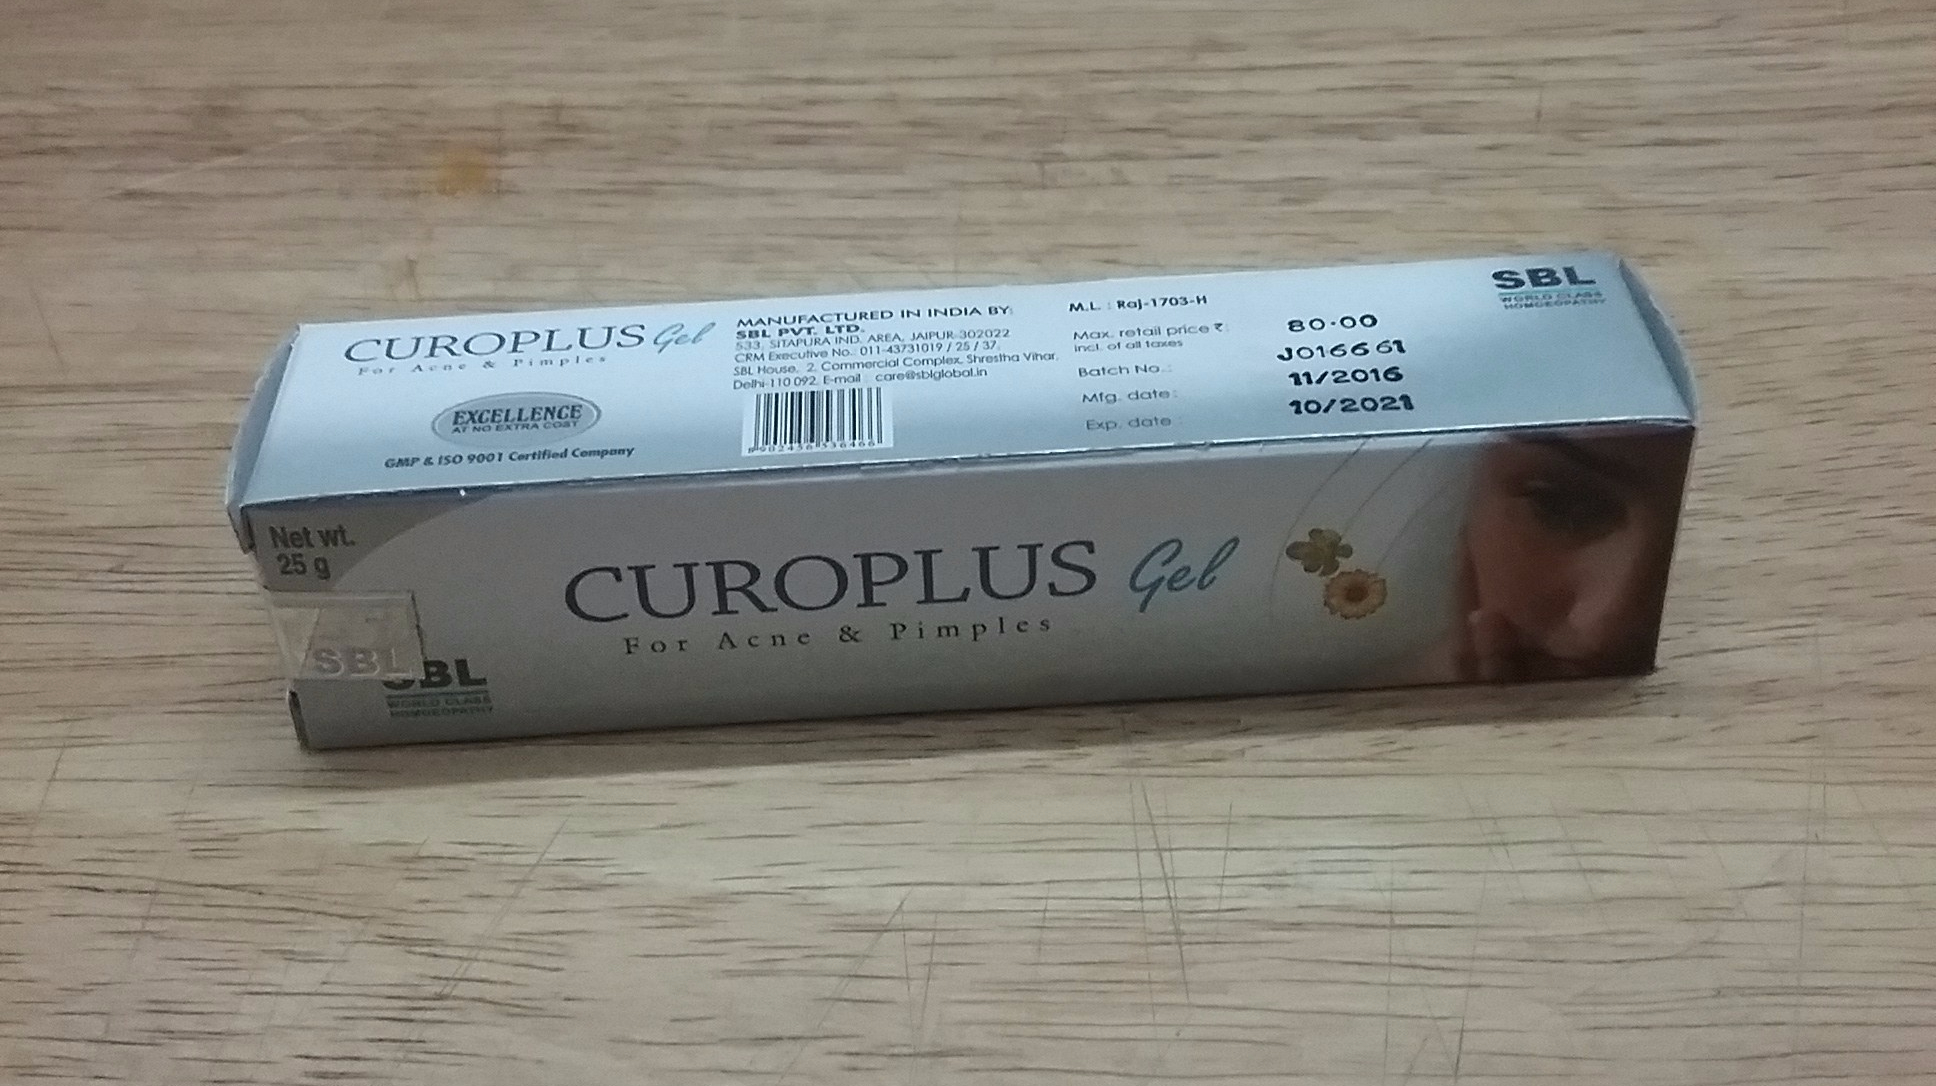 CUROPLUS Gel
For Acne & Pimples
EXCELLENCE
AT NO EXTRA COST
GMP & ISO 9001 Certified Company
MANUFACTURED IN INDIA BY:
SBL PVT. LTD.
533, SITAPURA IND. AREA, JAIPUR-302022
CRM Executive No.: 011-43731019 / 25 / 37,
SBL House, 2, Commercial Complex, Shrestha Vihar,
Delhi-110 092, E-mail : care@sblglobal.in
8902456536466
M.L. : Raj-1703-H
Max. retail price ₹: 80.00
incl. of all taxes
Batch No.: J016661
Mfg. date: 11/2016
Exp. date : 10/2021
SBL
WORLD CLASS
HOMOEOPATHY
Net wt.
25 g
CUROPLUS Gel
For Acne & Pimples
SBL
SBL
WORLD CLASS
HOMOEOPATHY